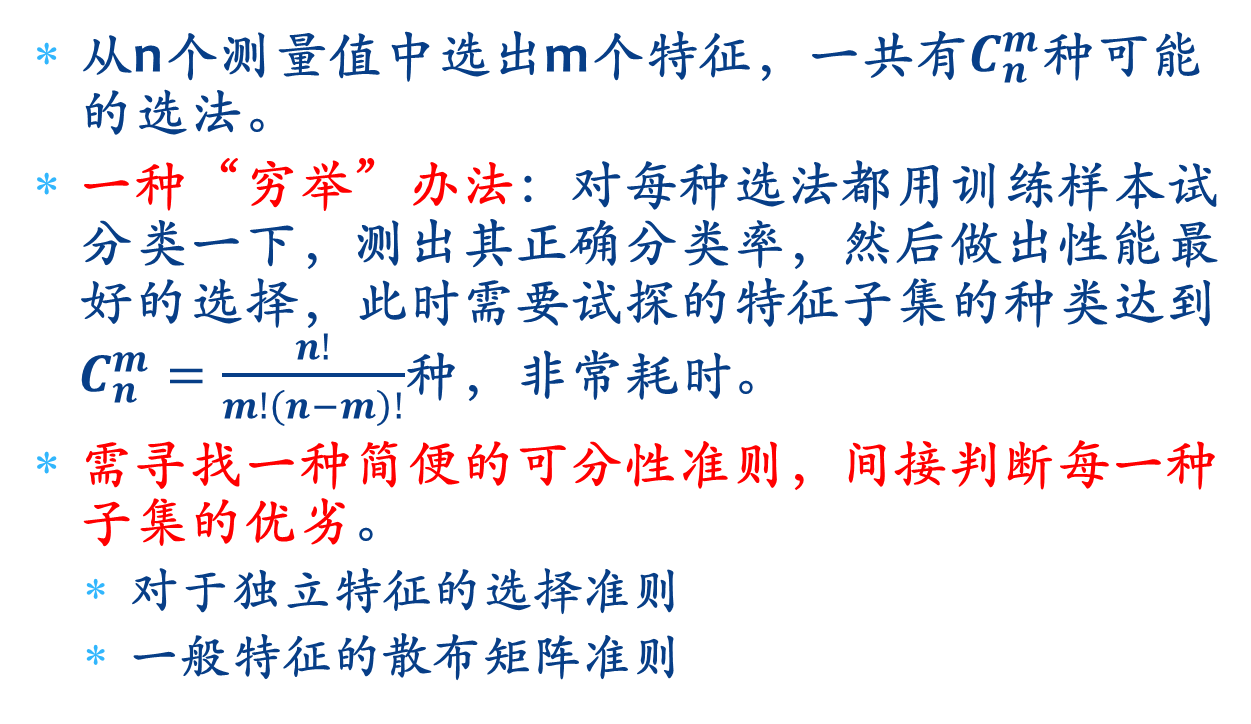 * 从n个测量值中选出m个特征，一共有$C_n^m$种可能
的选法。
* 一种“穷举”办法：对每种选法都用训练样本试
分类一下，测出其正确分类率，然后做出性能最
好的选择，此时需要试探的特征子集的种类达到
$C_n^m = \frac{n!}{m!(n-m)!}$种，非常耗时。
* 需寻找一种简便的可分性准则，间接判断每一种
子集的优劣。
* 对于独立特征的选择准则
* 一般特征的散布矩阵准则